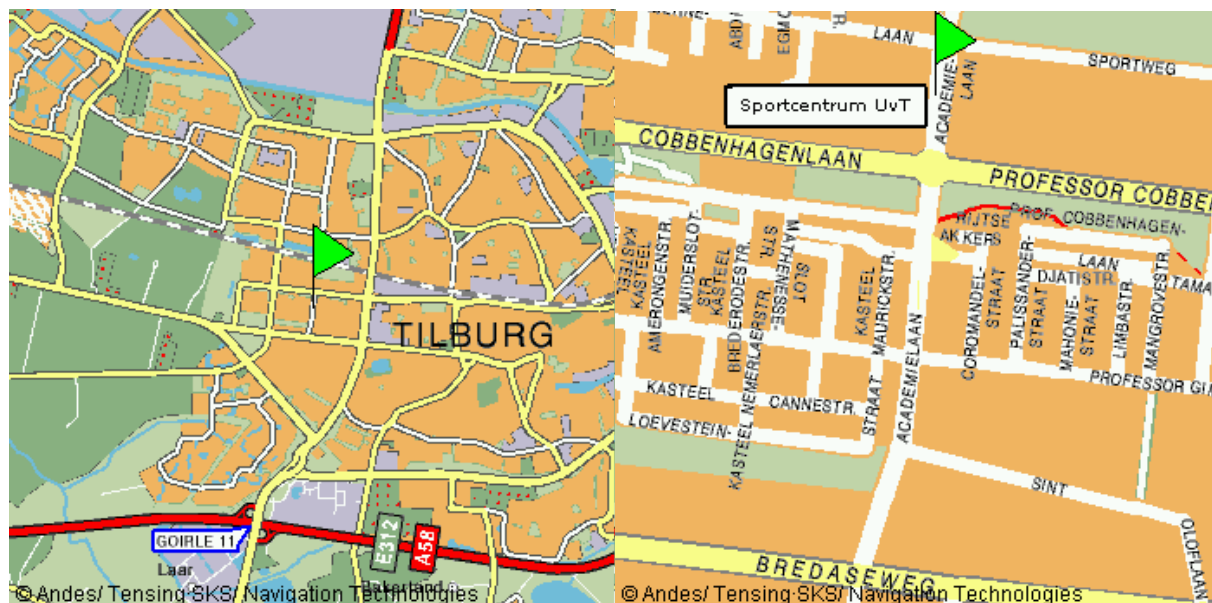 TILBURG
E312
A58
GOIRLE 11
Laar
© Andes/ Tensing·SKS/ Navigation Technologies
LAAN
SPORTWEG
ACADEMIE-
LAAN
Sportcentrum UvT
COBBENHAGENLAAN
PROFESSOR COBBEN
PROF. COBBENHAGEN-
LAAN
RIJTSE
AKKERS
DJATISTR.
TAMA
KASTEEL
KASTEEL
AMERONGENSTR.
MUIDERSLOT-
STR.
KASTEEL
BREDERODESTR.
KASTEEL NEMERLAERSTR.
SLOT
MATHENESSE-
STR.
KASTEEL
MAURICKSTR.
ACADEMIELAAN
COROMANDEL-
STRAAT
PALISSANDER-
STRAAT
MAHONIE-
STRAAT
LIMBASTR.
MANGROVESTR.
PROFESSOR GI
KASTEEL
CANNESTR.
LOEVESTEIN-
STRAAT
SINT
OLOFLAAN
BREDASEWEG
© Andes/ Tensing·SKS/ Navigation Technologies